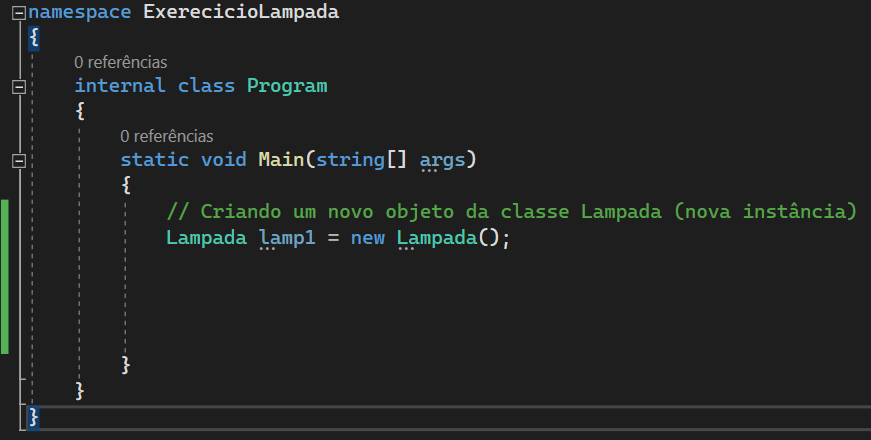 namespace ExerecicioLampada
{
0 referências
internal class Program
{
0 referências
static void Main(string[] args)
{
// Criando um novo objeto da classe Lampada (nova instância)
Lampada lamp1 = new Lampada();
}
}
}